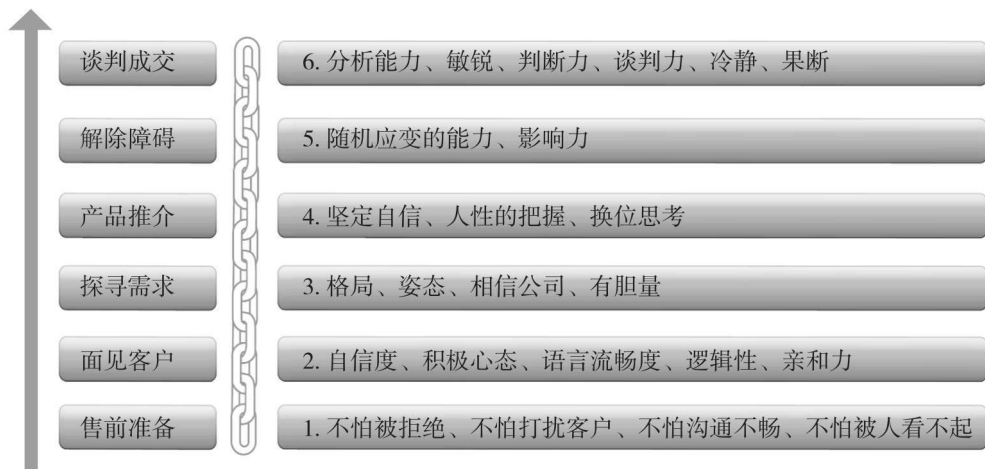 谈判成交 6. 分析能力、敏锐、判断力、谈判力、冷静、果断
解除障碍 5. 随机应变的能力、影响力
产品推介 4. 坚定自信、人性的把握、换位思考
探寻需求 3. 格局、姿态、相信公司、有胆量
面见客户 2. 自信度、积极心态、语言流畅度、逻辑性、亲和力
售前准备 1. 不怕被拒绝、不怕打扰客户、不怕沟通不畅、不怕被人看不起